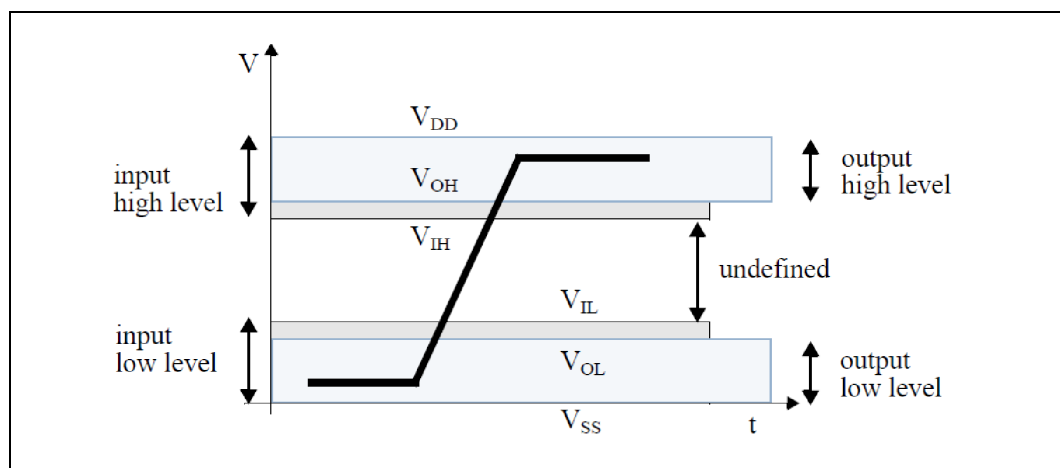 V
V_DD
input
high level
V_OH
output
high level
V_IH
undefined
V_IL
input
low level
V_OL
output
low level
V_SS
t